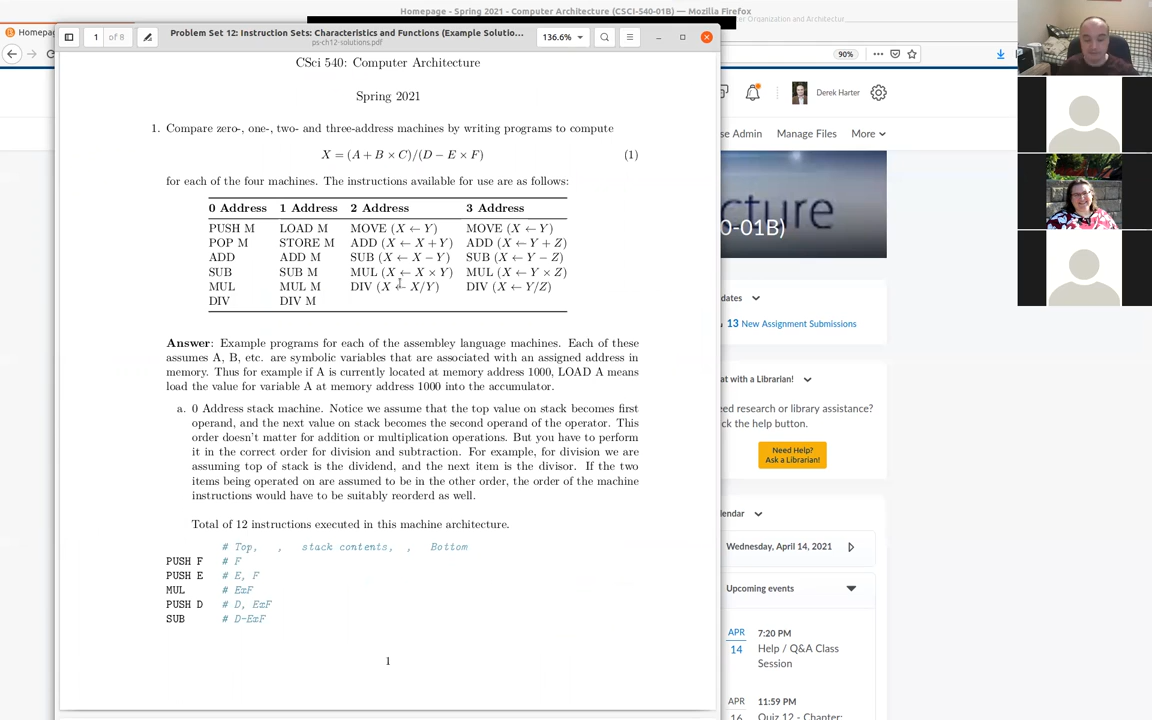 Homepage - Spring 2021 - Computer Architecture (CSCI-540-01B) — Mozilla Firefox
er Organization and Architectur...
Homepag
1 of 8
Problem Set 12: Instruction Sets: Characteristics and Functions (Example Solutio...
ps-ch12-solutions.pdf
136.6%
90%
Derek Harter
se Admin Manage Files More
cture
0-01B)
CSci 540: Computer Architecture
Spring 2021
1. Compare zero-, one-, two- and three-address machines by writing programs to compute
X = (A + B × C)/(D − E × F) (1)
for each of the four machines. The instructions available for use are as follows:
0 Address 1 Address 2 Address 3 Address
PUSH M LOAD M MOVE (X ← Y) MOVE (X ← Y)
POP M STORE M ADD (X ← X + Y) ADD (X ← Y + Z)
ADD ADD M SUB (X ← X − Y) SUB (X ← Y − Z)
SUB SUB M MUL (X ← X × Y) MUL (X ← Y × Z)
MUL MUL M DIV (X ← X/Y) DIV (X ← Y/Z)
DIV DIV M
Answer: Example programs for each of the assembley language machines. Each of these
assumes A, B, etc. are symbolic variables that are associated with an assigned address in
memory. Thus for example if A is currently located at memory address 1000, LOAD A means
load the value for variable A at memory address 1000 into the accumulator.
a. 0 Address stack machine. Notice we assume that the top value on stack becomes first
operand, and the next value on stack becomes the second operand of the operator. This
order doesn't matter for addition or multiplication operations. But you have to perform
it in the correct order for division and subtraction. For example, for division we are
assuming top of stack is the dividend, and the next item is the divisor. If the two
items being operated on are assumed to be in the other order, the order of the machine
instructions would have to be suitably reorderd as well.
Total of 12 instructions executed in this machine architecture.
# Top, , stack contents, , Bottom
PUSH F # F
PUSH E # E, F
MUL # ExF
PUSH D # D, ExF
SUB # D-ExF
1
dates
13 New Assignment Submissions
at with a Librarian!
eed research or library assistance?
ck the help button.
Need Help?
Ask a Librarian!
lendar
Wednesday, April 14, 2021
Upcoming events
APR 7:20 PM
14 Help / Q&A Class
Session
APR 11:59 PM
16 Quiz 12 - Chapter: